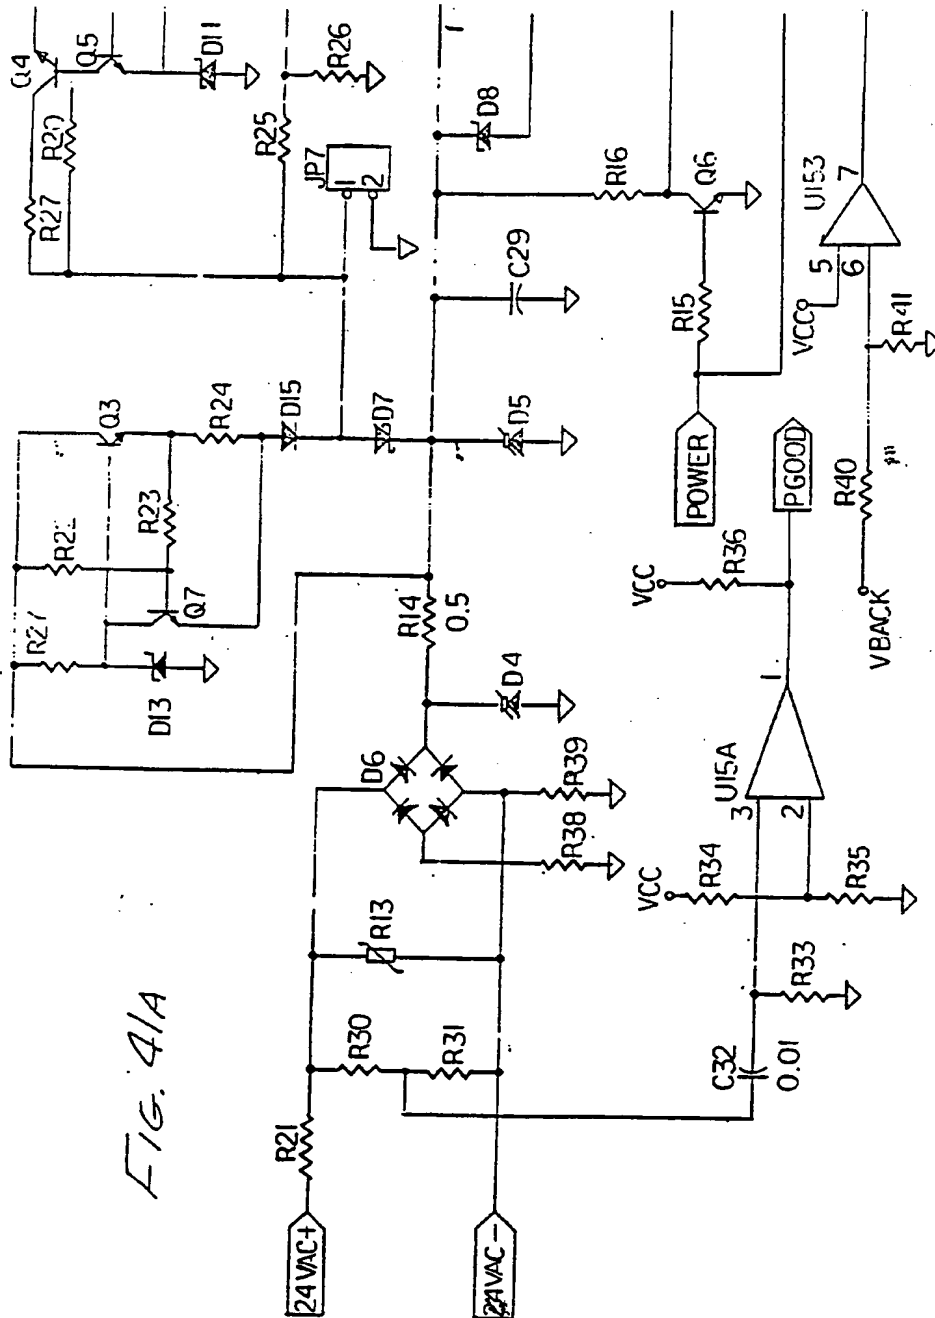 FIG. 41A
24VAC+
24VAC-
R21
R30
R31
R13
D6
R38
R39
D4
R14
0.5
D13
R27
R22
Q7
R23
Q3
R24
D15
D7
D5
C29
JP7
1
2
R25
R26
R27
R20
Q4
Q5
D11
D8
R16
Q6
R15
POWER
C32
0.01
R33
VCC
R34
R35
3
2
U15A
1
VCC
R36
PGOOD
VBACK
R40
R41
VCC
5
6
U153
7